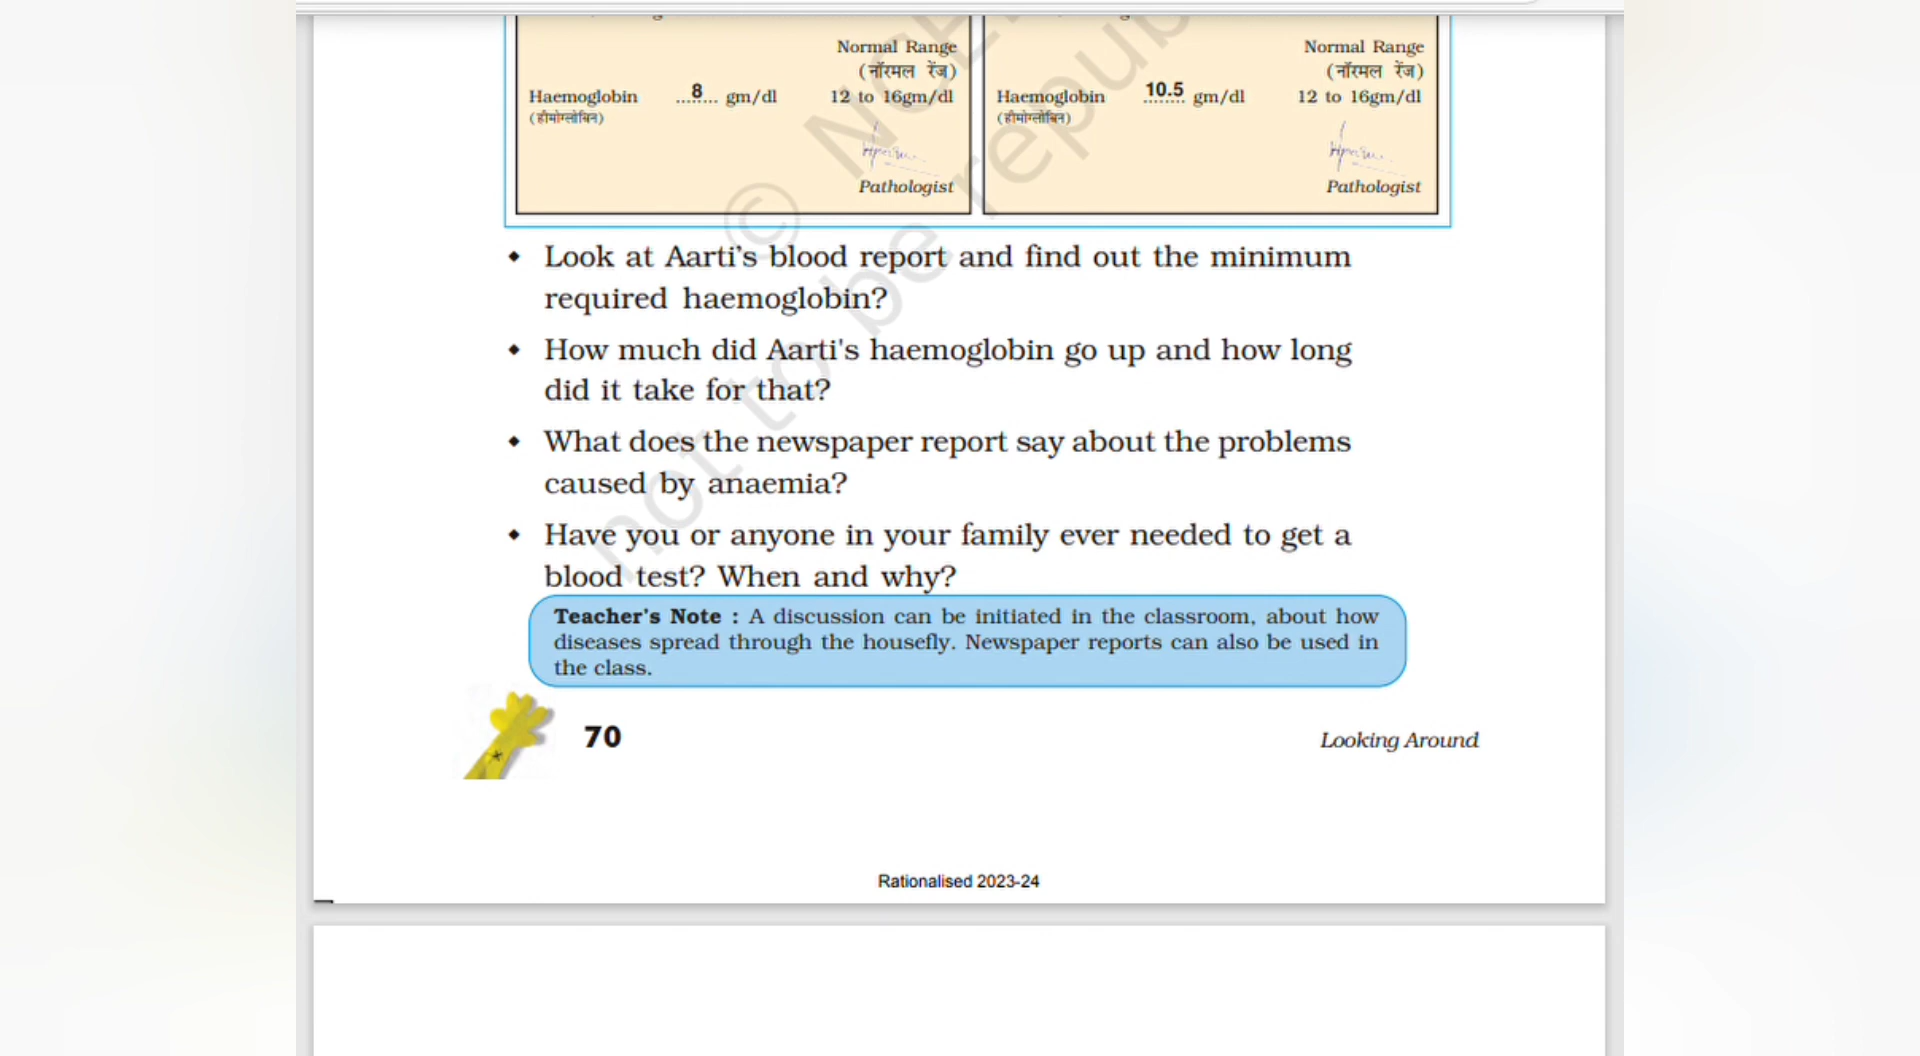 Normal Range
(नॉरमल रेंज)
Haemoglobin ....8.... gm/dl 12 to 16gm/dl
(हीमोग्लोबिन)
Pathologist
Normal Range
(नॉरमल रेंज)
Haemoglobin 10.5 gm/dl 12 to 16gm/dl
(हीमोग्लोबिन)
Pathologist
◆ Look at Aarti's blood report and find out the minimum
required haemoglobin?
◆ How much did Aarti's haemoglobin go up and how long
did it take for that?
◆ What does the newspaper report say about the problems
caused by anaemia?
◆ Have you or anyone in your family ever needed to get a
blood test? When and why?
Teacher's Note : A discussion can be initiated in the classroom, about how
diseases spread through the housefly. Newspaper reports can also be used in
the class.
70
Looking Around
Rationalised 2023-24
© NCE
not to be repub